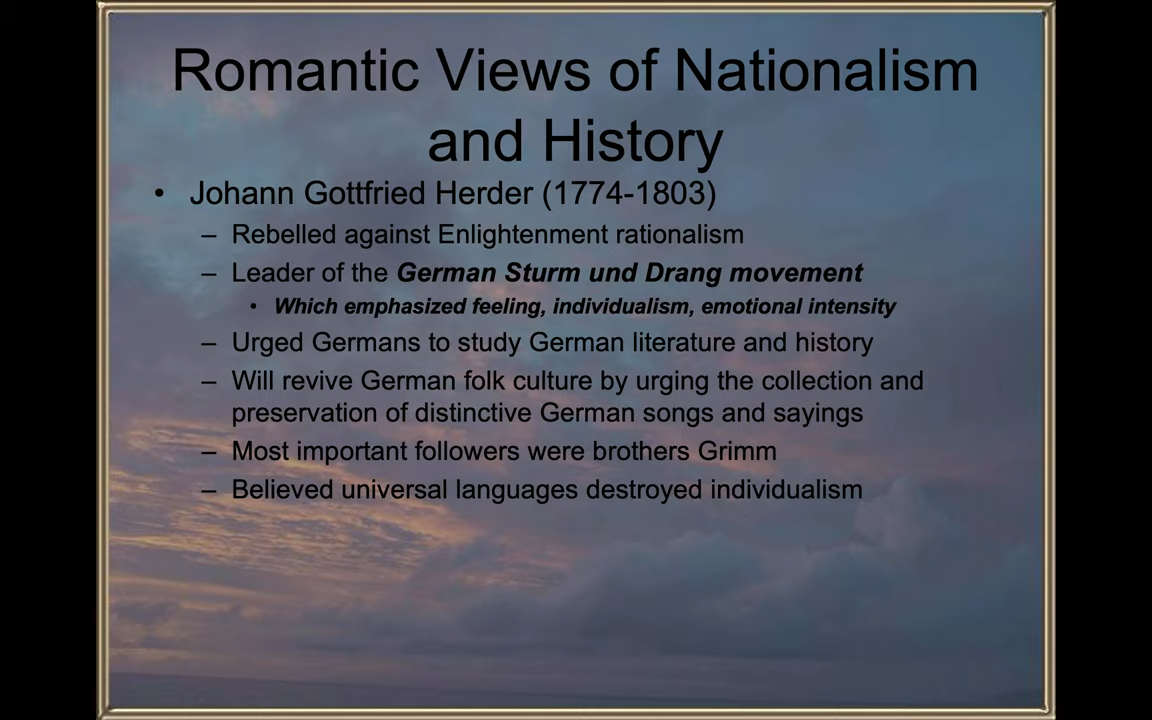 Romantic Views of Nationalism
and History
• Johann Gottfried Herder (1774-1803)
– Rebelled against Enlightenment rationalism
– Leader of the German Sturm und Drang movement
• Which emphasized feeling, individualism, emotional intensity
– Urged Germans to study German literature and history
– Will revive German folk culture by urging the collection and
preservation of distinctive German songs and sayings
– Most important followers were brothers Grimm
– Believed universal languages destroyed individualism